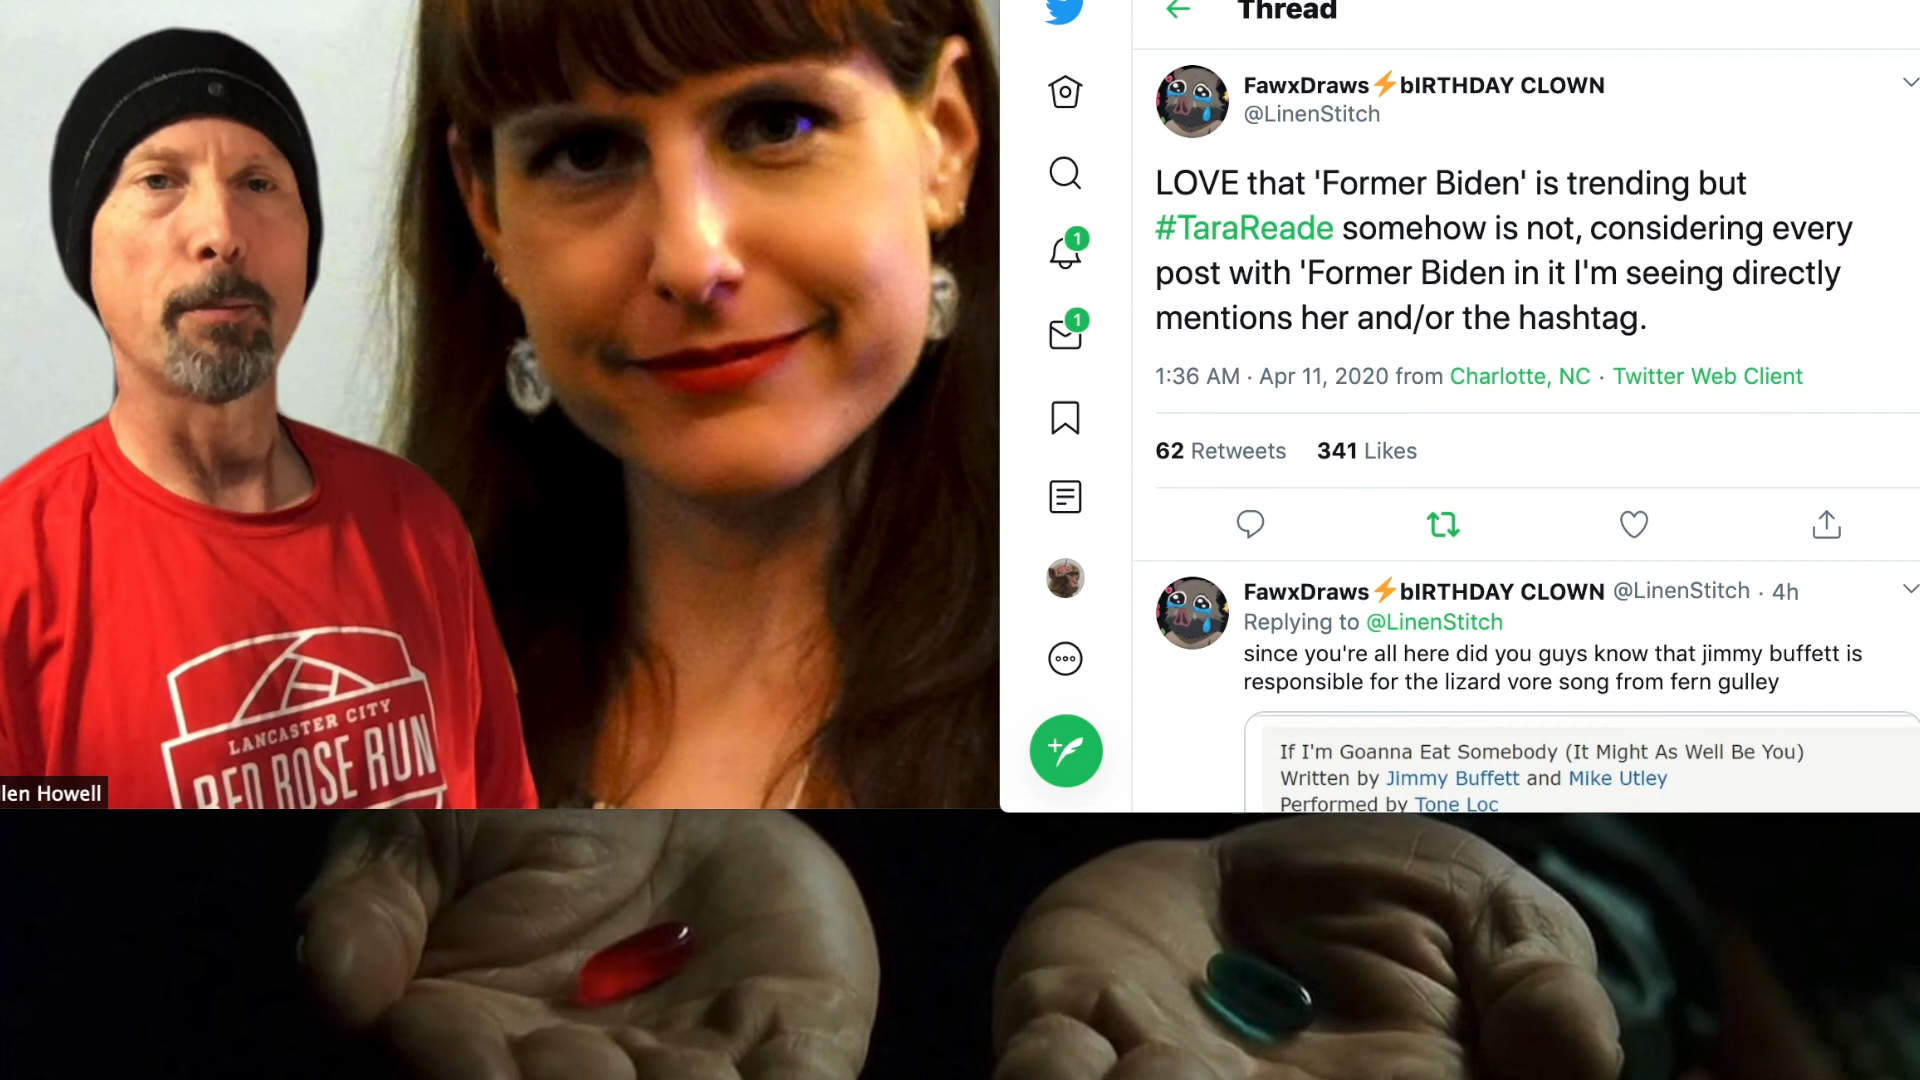 LANCASTER CITY
RED ROSE RUN
len Howell
Thread
FawxDraws⚡bIRTHDAY CLOWN
@LinenStitch
LOVE that 'Former Biden' is trending but
#TaraReade somehow is not, considering every
post with 'Former Biden in it I'm seeing directly
mentions her and/or the hashtag.
1:36 AM · Apr 11, 2020 from Charlotte, NC · Twitter Web Client
62 Retweets 341 Likes
1
1
FawxDraws⚡bIRTHDAY CLOWN @LinenStitch · 4h
Replying to @LinenStitch
since you're all here did you guys know that jimmy buffett is
responsible for the lizard vore song from fern gulley
If I'm Goanna Eat Somebody (It Might As Well Be You)
Written by Jimmy Buffett and Mike Utley
Performed by Tone Loc